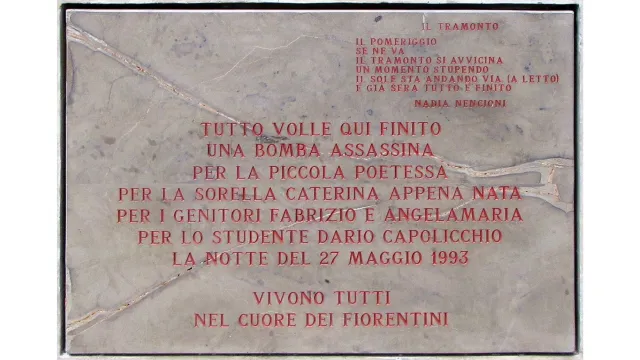 IL TRAMONTO
IL POMERIGGIO
SE NE VA
IL TRAMONTO SI AVVICINA
UN MOMENTO STUPENDO
IL SOLE STA ANDANDO VIA (A LETTO)
È GIÀ SERA TUTTO È FINITO
NADIA NENCIONI
TUTTO VOLLE QUI FINITO
UNA BOMBA ASSASSINA
PER LA PICCOLA POETESSA
PER LA SORELLA CATERINA APPENA NATA
PER I GENITORI FABRIZIO E ANGELAMARIA
PER LO STUDENTE DARIO CAPOLICCHIO
LA NOTTE DEL 27 MAGGIO 1993
VIVONO TUTTI
NEL CUORE DEI FIORENTINI